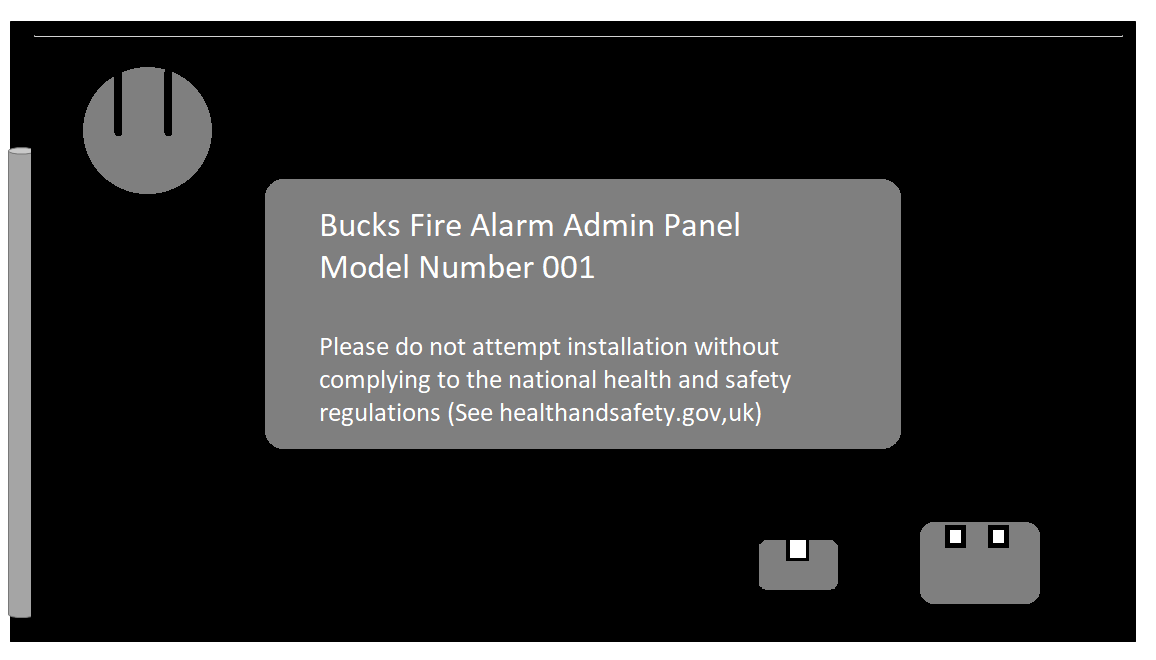 Bucks Fire Alarm Admin Panel
Model Number 001
Please do not attempt installation without
complying to the national health and safety
regulations (See healthandsafety.gov,uk)